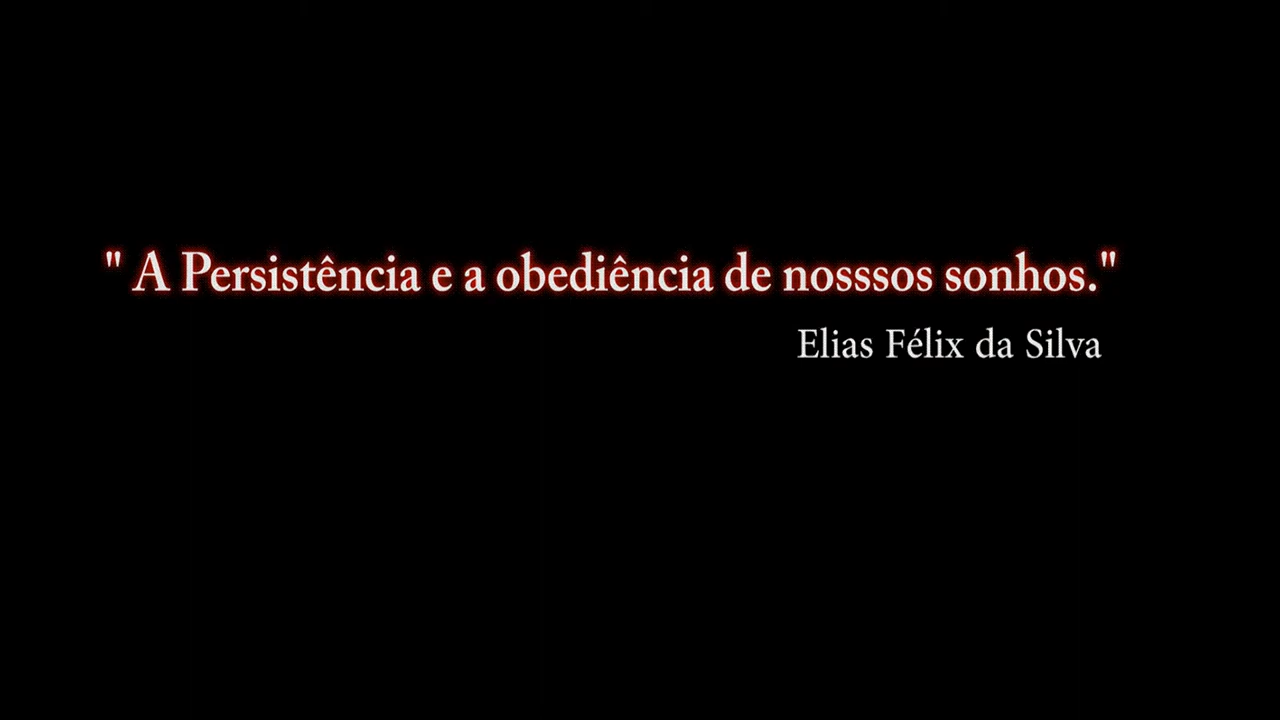 " A Persistência e a obediência de nosssos sonhos."
Elias Félix da Silva